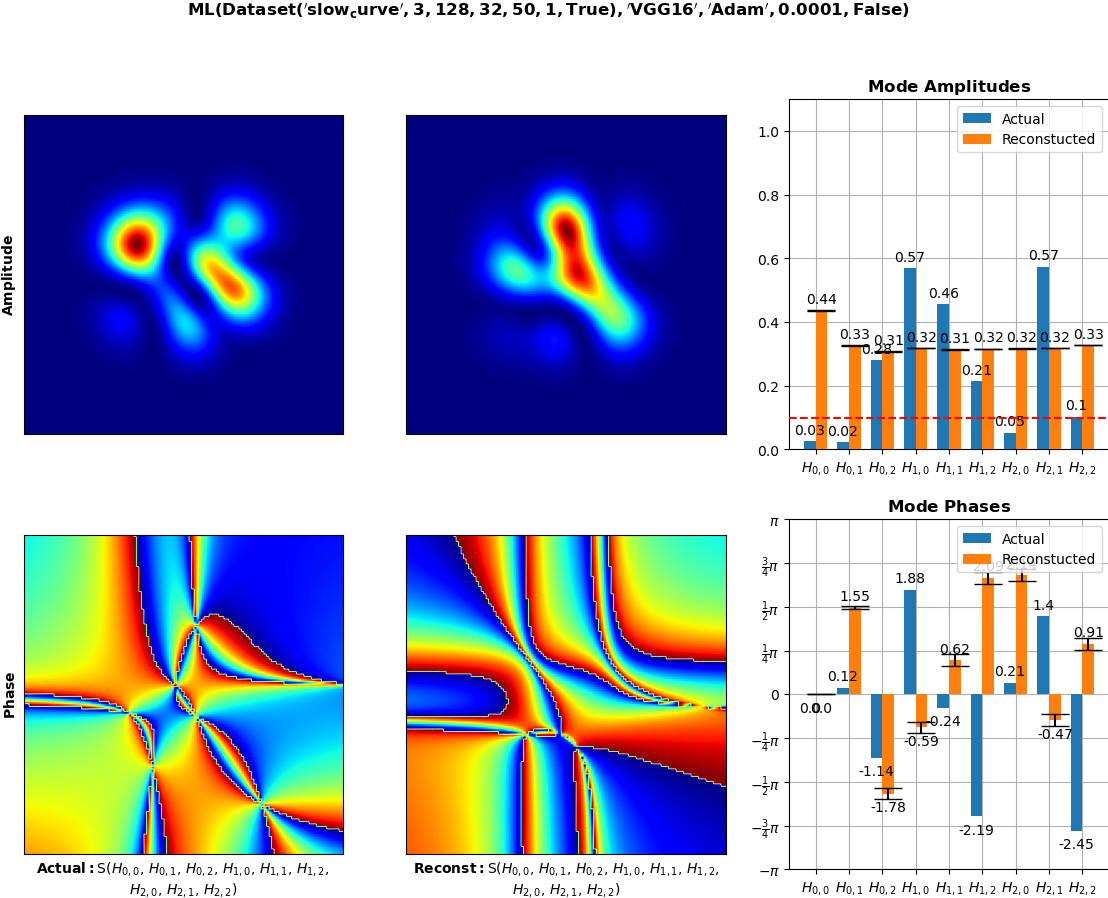 ML(Dataset('slow_curve', 3, 128, 32, 50, 1, True), 'VGG16', 'Adam', 0.0001, False)
Amplitude
Mode Amplitudes
Actual
Reconstucted
1.0
0.8
0.6
0.4
0.2
0.0
0.03 0.02 0.28 0.57 0.46 0.21 0.05 0.57 0.1
0.44 0.33 0.31 0.32 0.31 0.32 0.32 0.32 0.33
H0,0 H0,1 H0,2 H1,0 H1,1 H1,2 H2,0 H2,1 H2,2
Phase
Actual: S(H0,0, H0,1, H0,2, H1,0, H1,1, H1,2,
H2,0, H2,1, H2,2)
Reconst: S(H0,0, H0,1, H0,2, H1,0, H1,1, H1,2,
H2,0, H2,1, H2,2)
Mode Phases
Actual
Reconstucted
π
3/4π
1/2π
1/4π
0
−1/4π
−1/2π
−3/4π
−π
0.0 0.12 -1.14 1.88 -0.24 -2.19 0.21 1.4 -2.45
0.0 1.55 -1.78 -0.59 0.62 2.09 -0.47 0.91
H0,0 H0,1 H0,2 H1,0 H1,1 H1,2 H2,0 H2,1 H2,2